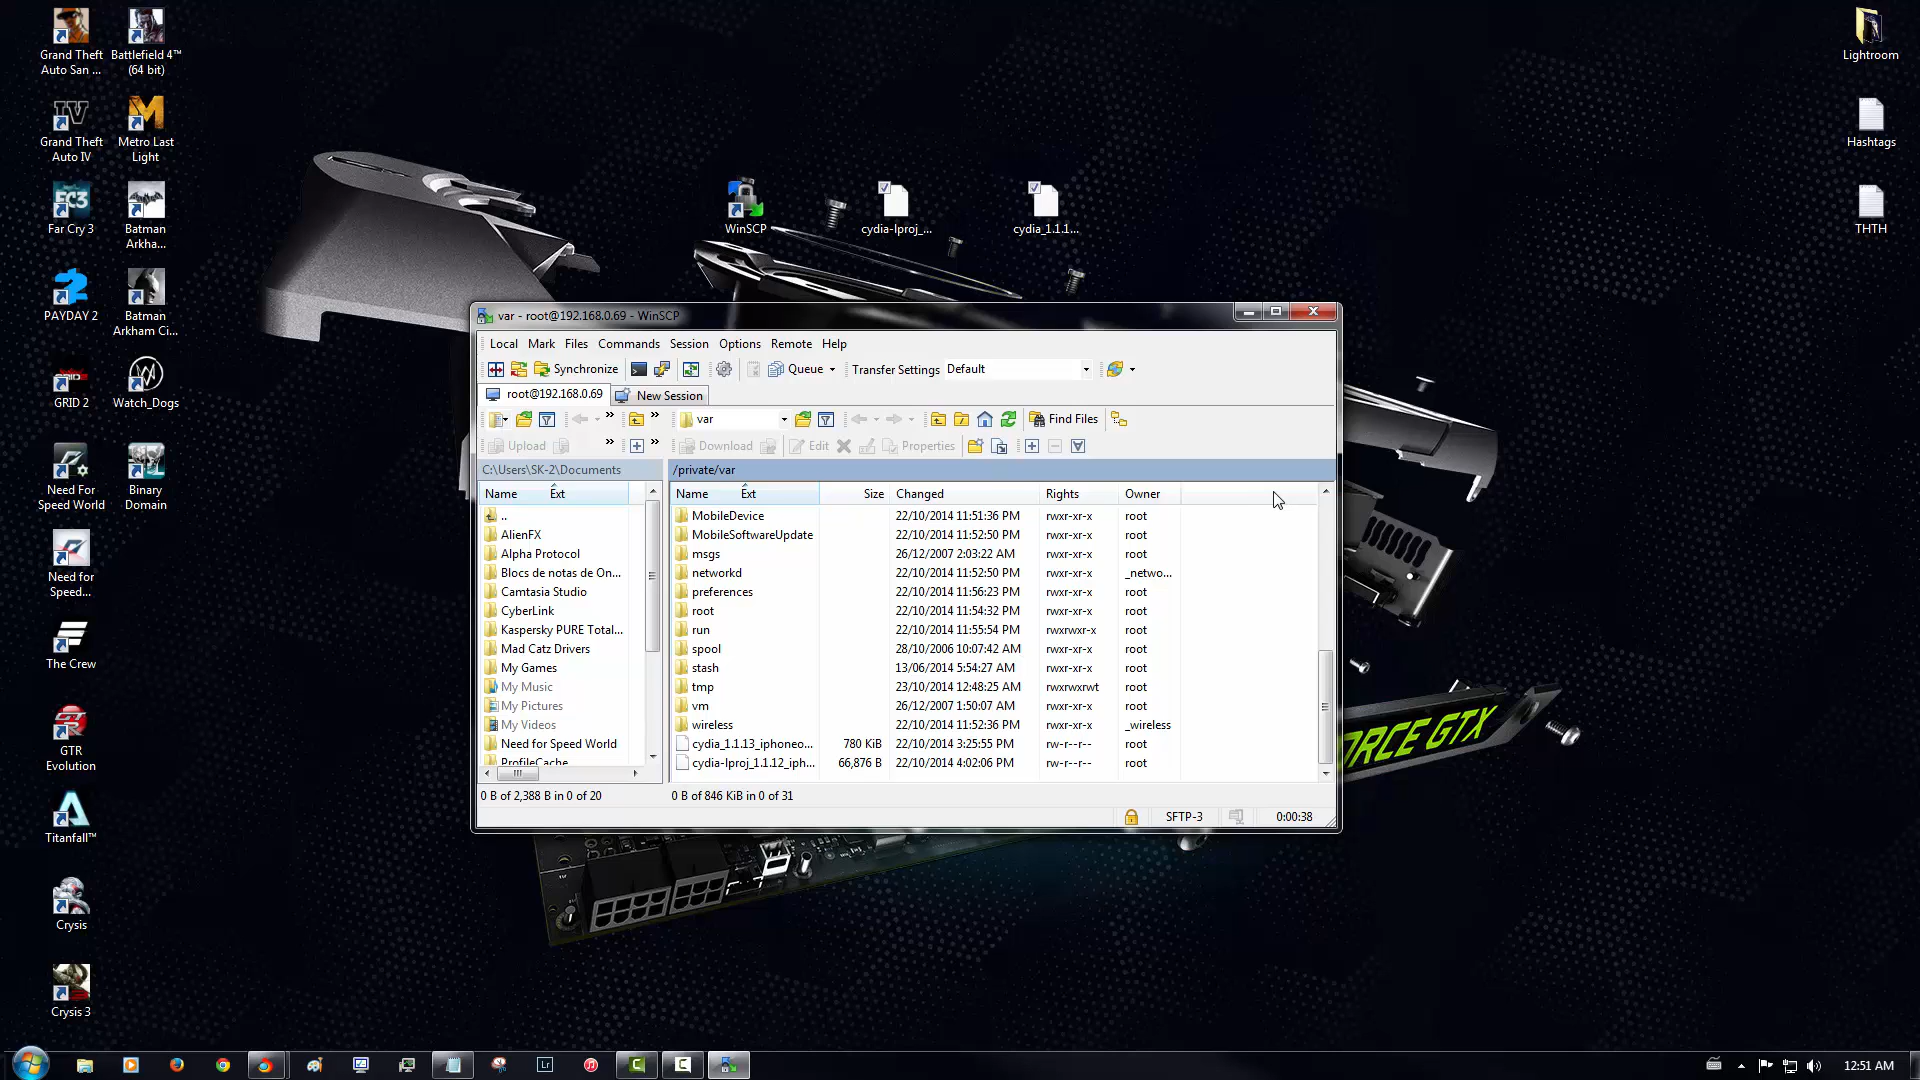 Grand Theft
Auto San ...
Battlefield 4™
(64 bit)
Grand Theft
Auto IV
Metro Last
Light
Far Cry 3
Batman
Arkha...
PAYDAY 2
Batman
Arkham Ci...
GRID 2
Watch_Dogs
Need For
Speed World
Binary
Domain
Need for
Speed...
The Crew
GTR
Evolution
Titanfall™
Crysis
Crysis 3
WinSCP
cydia-lproj_...
cydia_1.1.1...
Lightroom
Hashtags
THTH
var - root@192.168.0.69 - WinSCP
Local Mark Files Commands Session Options Remote Help
Synchronize Queue Transfer Settings Default
root@192.168.0.69 New Session
var Find Files
Upload Download Edit Properties
C:\Users\SK-2\Documents
Name Ext
..
AlienFX
Alpha Protocol
Blocs de notas de On...
Camtasia Studio
CyberLink
Kaspersky PURE Total...
Mad Catz Drivers
My Games
My Music
My Pictures
My Videos
Need for Speed World
ProfileCache
0 B of 2,388 B in 0 of 20
/private/var
Name Ext Size Changed Rights Owner
MobileDevice 22/10/2014 11:51:36 PM rwxr-xr-x root
MobileSoftwareUpdate 22/10/2014 11:52:50 PM rwxr-xr-x root
msgs 26/12/2007 2:03:22 AM rwxr-xr-x root
networkd 22/10/2014 11:52:50 PM rwxr-xr-x _netwo...
preferences 22/10/2014 11:56:23 PM rwxr-xr-x root
root 22/10/2014 11:54:32 PM rwxr-xr-x root
run 22/10/2014 11:55:54 PM rwxrwxr-x root
spool 28/10/2006 10:07:42 AM rwxr-xr-x root
stash 13/06/2014 5:54:27 AM rwxr-xr-x root
tmp 23/10/2014 12:48:25 AM rwxrwxrwt root
vm 26/12/2007 1:50:07 AM rwxr-xr-x root
wireless 22/10/2014 11:52:36 PM rwxr-xr-x _wireless
cydia_1.1.13_iphoneo... 780 KiB 22/10/2014 3:25:55 PM rw-r--r-- root
cydia-lproj_1.1.12_iph... 66,876 B 22/10/2014 4:02:06 PM rw-r--r-- root
0 B of 846 KiB in 0 of 31
SFTP-3 0:00:38
ORCE GTX
Lr
12:51 AM